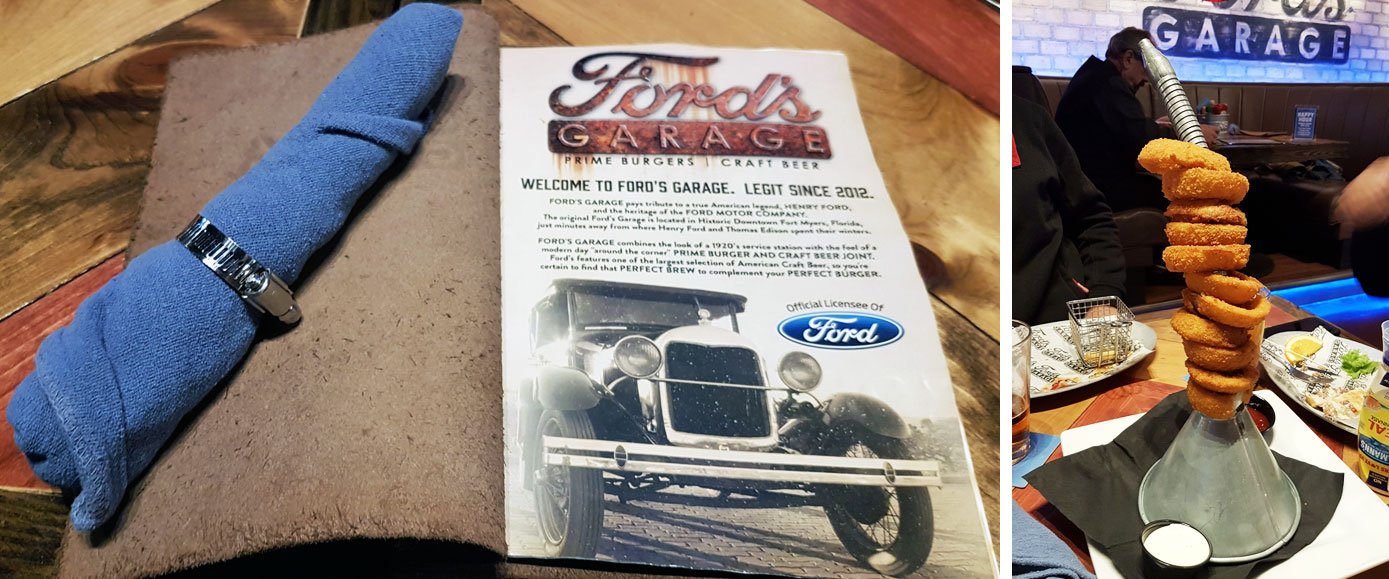 Ford's
GARAGE
PRIME BURGERS | CRAFT BEER
WELCOME TO FORD'S GARAGE. LEGIT SINCE 2012.
FORD'S GARAGE pays tribute to a true American legend, HENRY FORD,
and the heritage of the FORD MOTOR COMPANY.
The original Ford's Garage is located in Historic Downtown Fort Myers, Florida,
just minutes away from where Henry Ford and Thomas Edison spent their winters.
FORD'S GARAGE combines the look of a 1920's service station with the feel of a
modern day "around the corner" PRIME BURGER AND CRAFT BEER JOINT.
Ford's features one of the largest selection of American Craft Beer, so you're
certain to find that PERFECT BREW to complement your PERFECT BURGER.
Official Licensee Of
Ford
GARAGE
HAPPY
HOUR